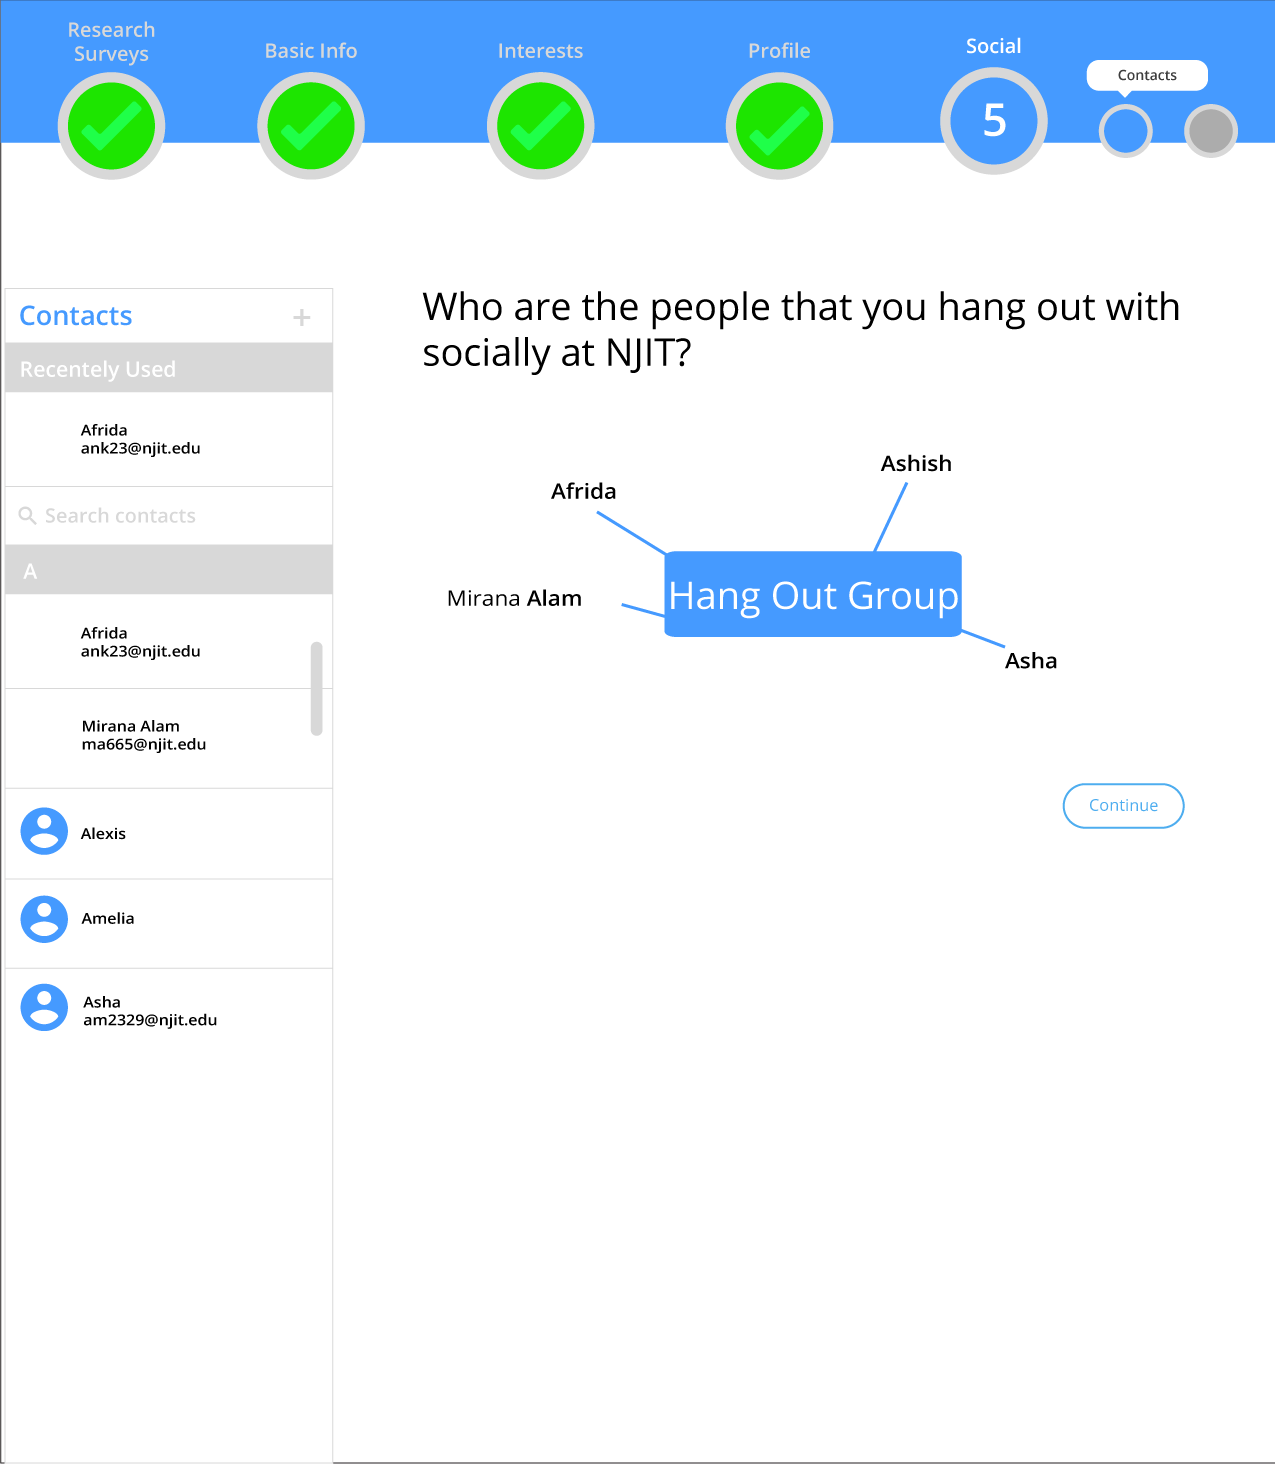 Research
Surveys
Basic Info
Interests
Profile
Social
5
Contacts
Contacts
+
Recentely Used
Afrida
ank23@njit.edu
Search contacts
A
Afrida
ank23@njit.edu
Mirana Alam
ma665@njit.edu
Alexis
Amelia
Asha
am2329@njit.edu
Who are the people that you hang out with
socially at NJIT?
Ashish
Afrida
Hang Out Group
Mirana Alam
Asha
Continue